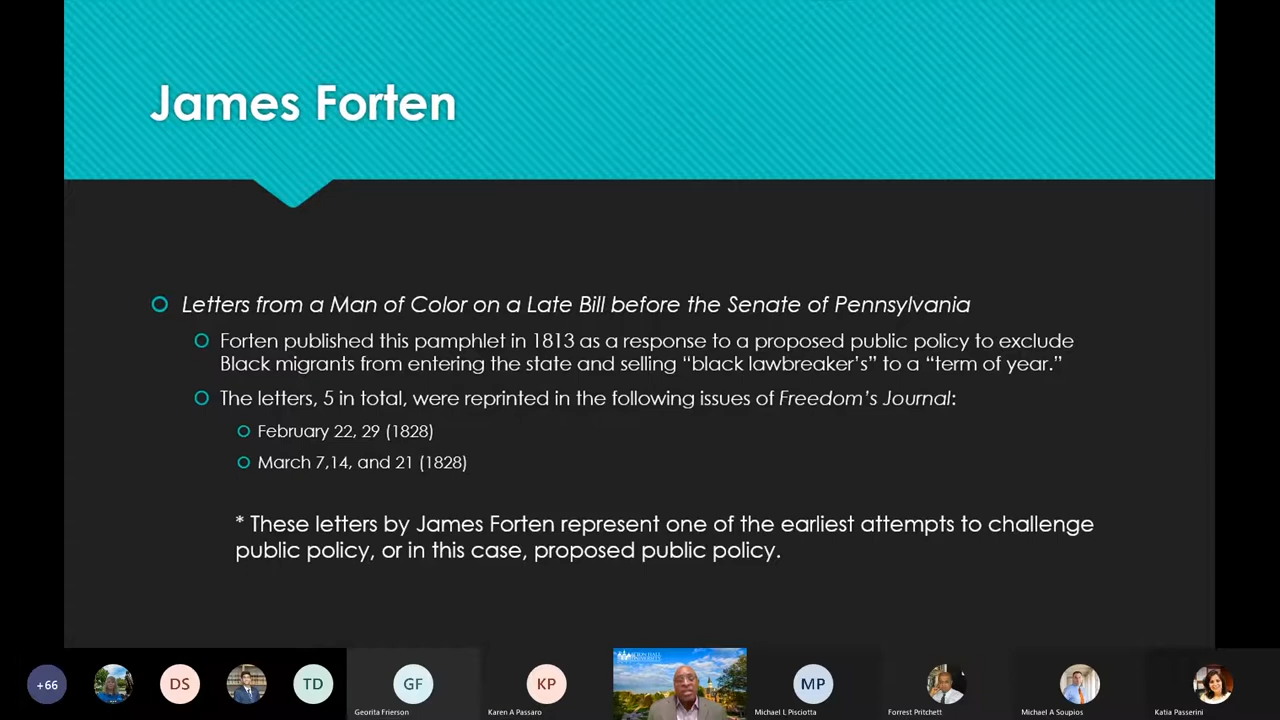 James Forten
Letters from a Man of Color on a Late Bill before the Senate of Pennsylvania
Forten published this pamphlet in 1813 as a response to a proposed public policy to exclude
Black migrants from entering the state and selling “black lawbreaker’s” to a “term of year.”
The letters, 5 in total, were reprinted in the following issues of Freedom’s Journal:
February 22, 29 (1828)
March 7,14, and 21 (1828)
* These letters by James Forten represent one of the earliest attempts to challenge
public policy, or in this case, proposed public policy.
+66
DS
TD
GF
Georita Frierson
KP
Karen A Passaro
MP
Michael L Pisciotta
Forrest Pritchett
Michael A Soupios
Katia Passerini